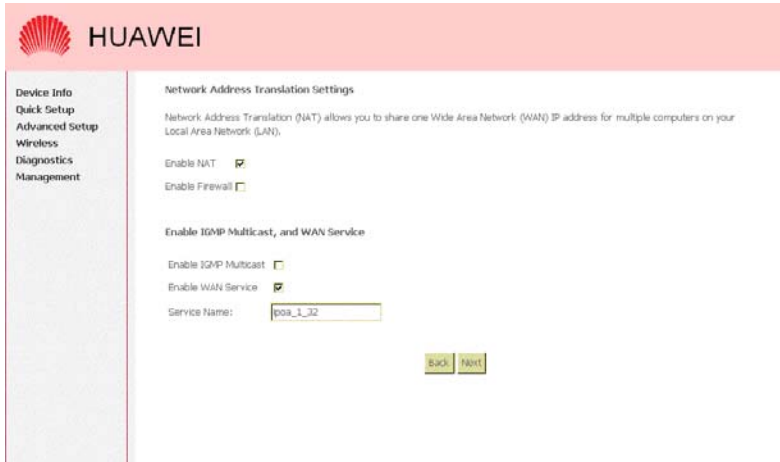 HUAWEI
Device Info
Quick Setup
Advanced Setup
Wireless
Diagnostics
Management
Network Address Translation Settings
Network Address Translation (NAT) allows you to share one Wide Area Network (WAN) IP address for multiple computers on your
Local Area Network (LAN).
Enable NAT
Enable Firewall
Enable IGMP Multicast, and WAN Service
Enable IGMP Multicast
Enable WAN Service
Service Name:
ipoa_1_32
Back Next